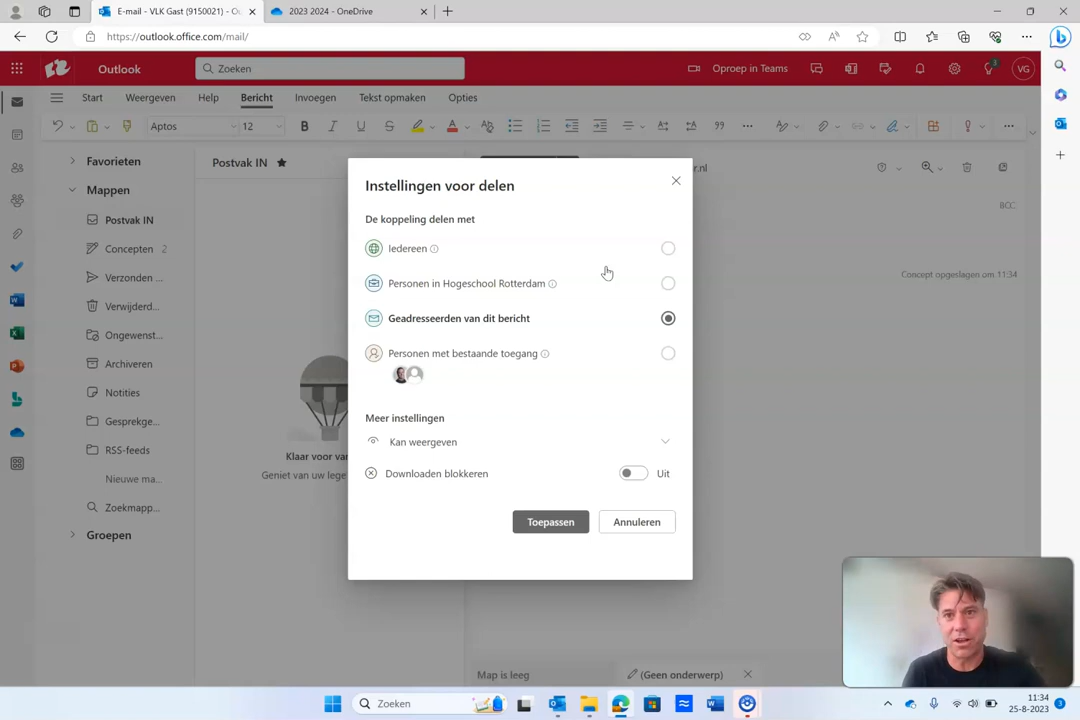 E-mail - VLK Gast (9150021) - O
2023 2024 - OneDrive
https://outlook.office.com/mail/
Outlook
Zoeken
Oproep in Teams
3
VG
Start
Weergeven
Help
Bericht
Invoegen
Tekst opmaken
Opties
Aptos
12
Favorieten
Mappen
Postvak IN
Concepten 2
Verzonden ...
Verwijderd...
Ongewenst...
Archiveren
Notities
Gesprekge...
RSS-feeds
Nieuwe ma...
Zoekmapp...
Groepen
Postvak IN
Klaar voor va
Geniet van uw lege
r.nl
BCC
Concept opgeslagen om 11:34
Instellingen voor delen
De koppeling delen met
Iedereen
Personen in Hogeschool Rotterdam
Geadresseerden van dit bericht
Personen met bestaande toegang
Meer instellingen
Kan weergeven
Downloaden blokkeren
Uit
Toepassen
Annuleren
Map is leeg
(Geen onderwerp)
Zoeken
11:34
25-8-2023
3